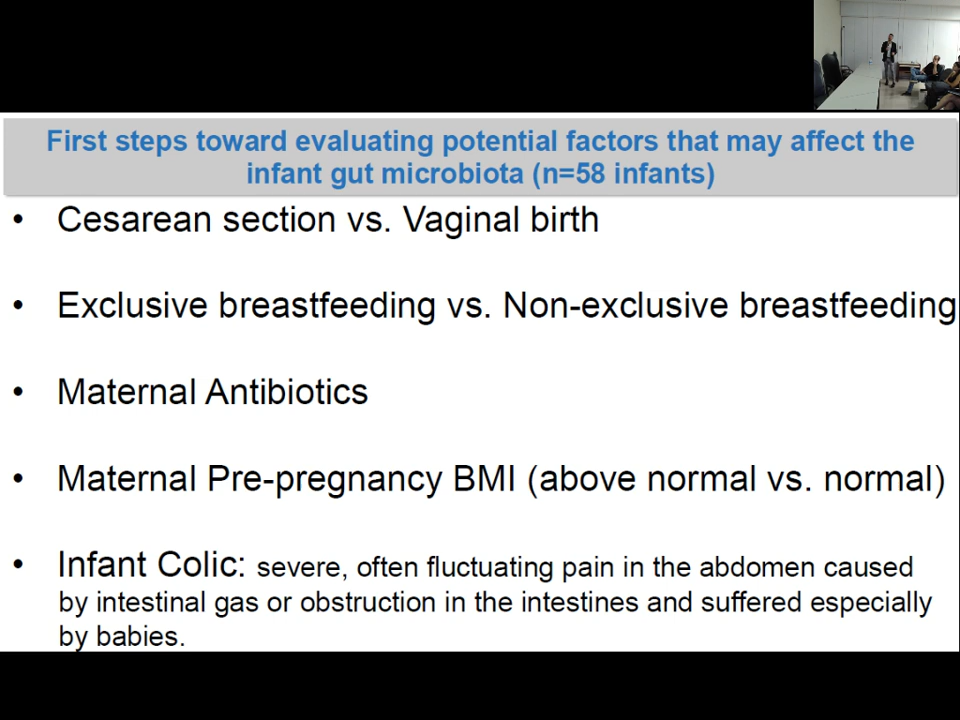 First steps toward evaluating potential factors that may affect the
infant gut microbiota (n=58 infants)
• Cesarean section vs. Vaginal birth
• Exclusive breastfeeding vs. Non-exclusive breastfeeding
• Maternal Antibiotics
• Maternal Pre-pregnancy BMI (above normal vs. normal)
• Infant Colic: severe, often fluctuating pain in the abdomen caused
by intestinal gas or obstruction in the intestines and suffered especially
by babies.